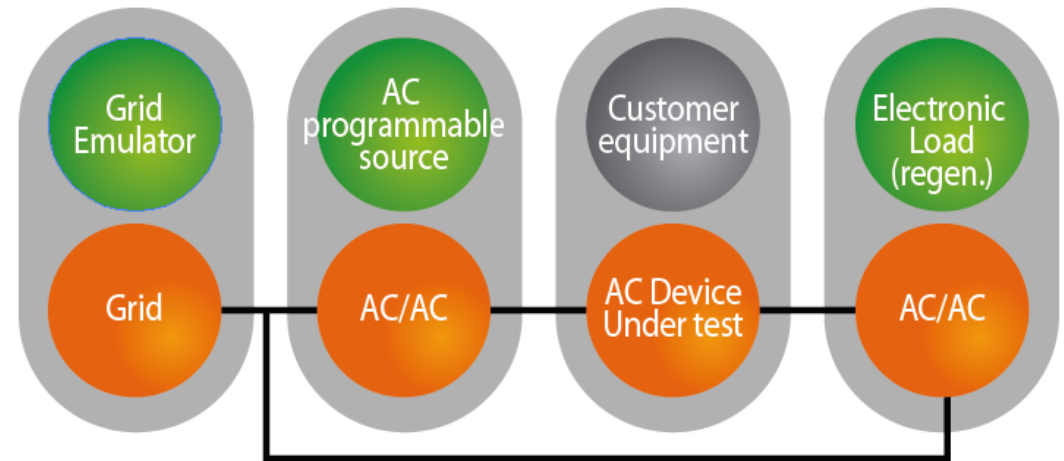 Grid
Emulator
AC
programmable
source
Customer
equipment
Electronic
Load
(regen.)
Grid
AC/AC
AC Device
Under test
AC/AC